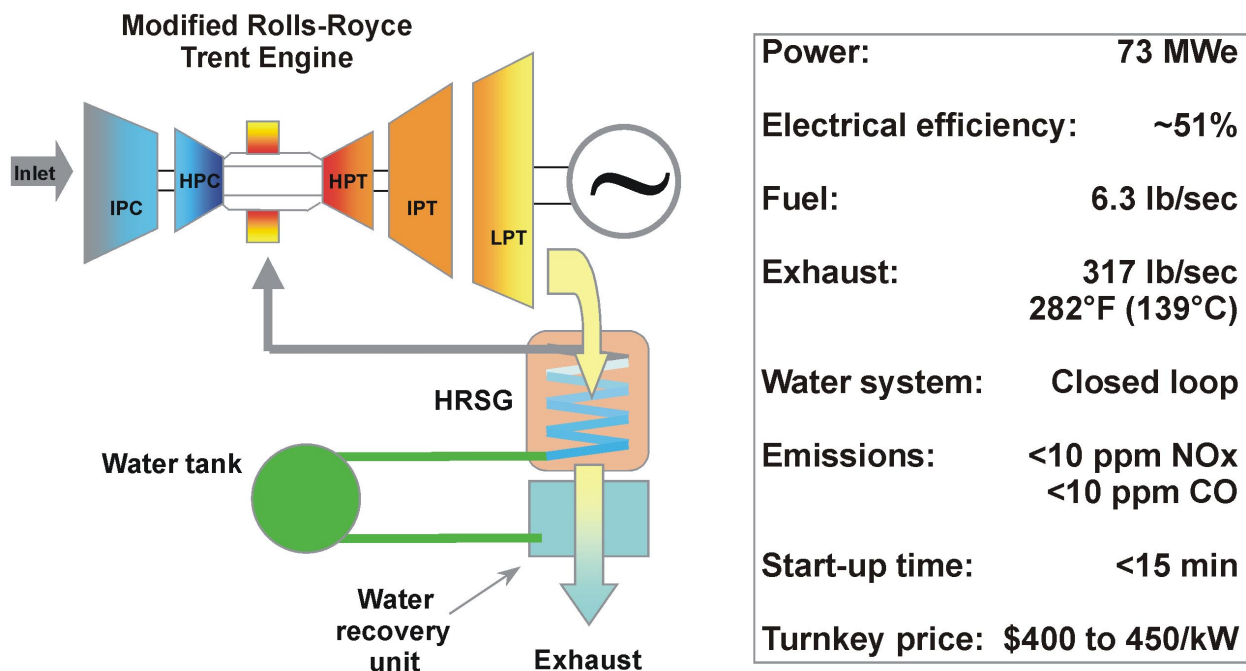 Modified Rolls-Royce
Trent Engine
Inlet
IPC
HPC
HPT
IPT
LPT
HRSG
Water tank
Water
recovery
unit
Exhaust
Power: 73 MWe
Electrical efficiency: ~51%
Fuel: 6.3 lb/sec
Exhaust: 317 lb/sec
282°F (139°C)
Water system: Closed loop
Emissions: <10 ppm NOx
<10 ppm CO
Start-up time: <15 min
Turnkey price: $400 to 450/kW